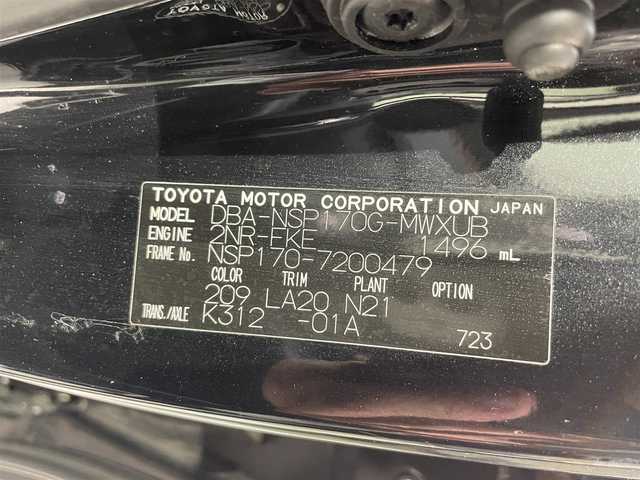 TOYOTA MOTOR CORPORATION JAPAN
MODEL DBA-NSP170G-MWXUB
ENGINE 2NR-FKE 1496 mL
FRAME No. NSP170-7200479
COLOR TRIM PLANT OPTION
209 LA20 N21
TRANS./AXLE K312 -01A
723